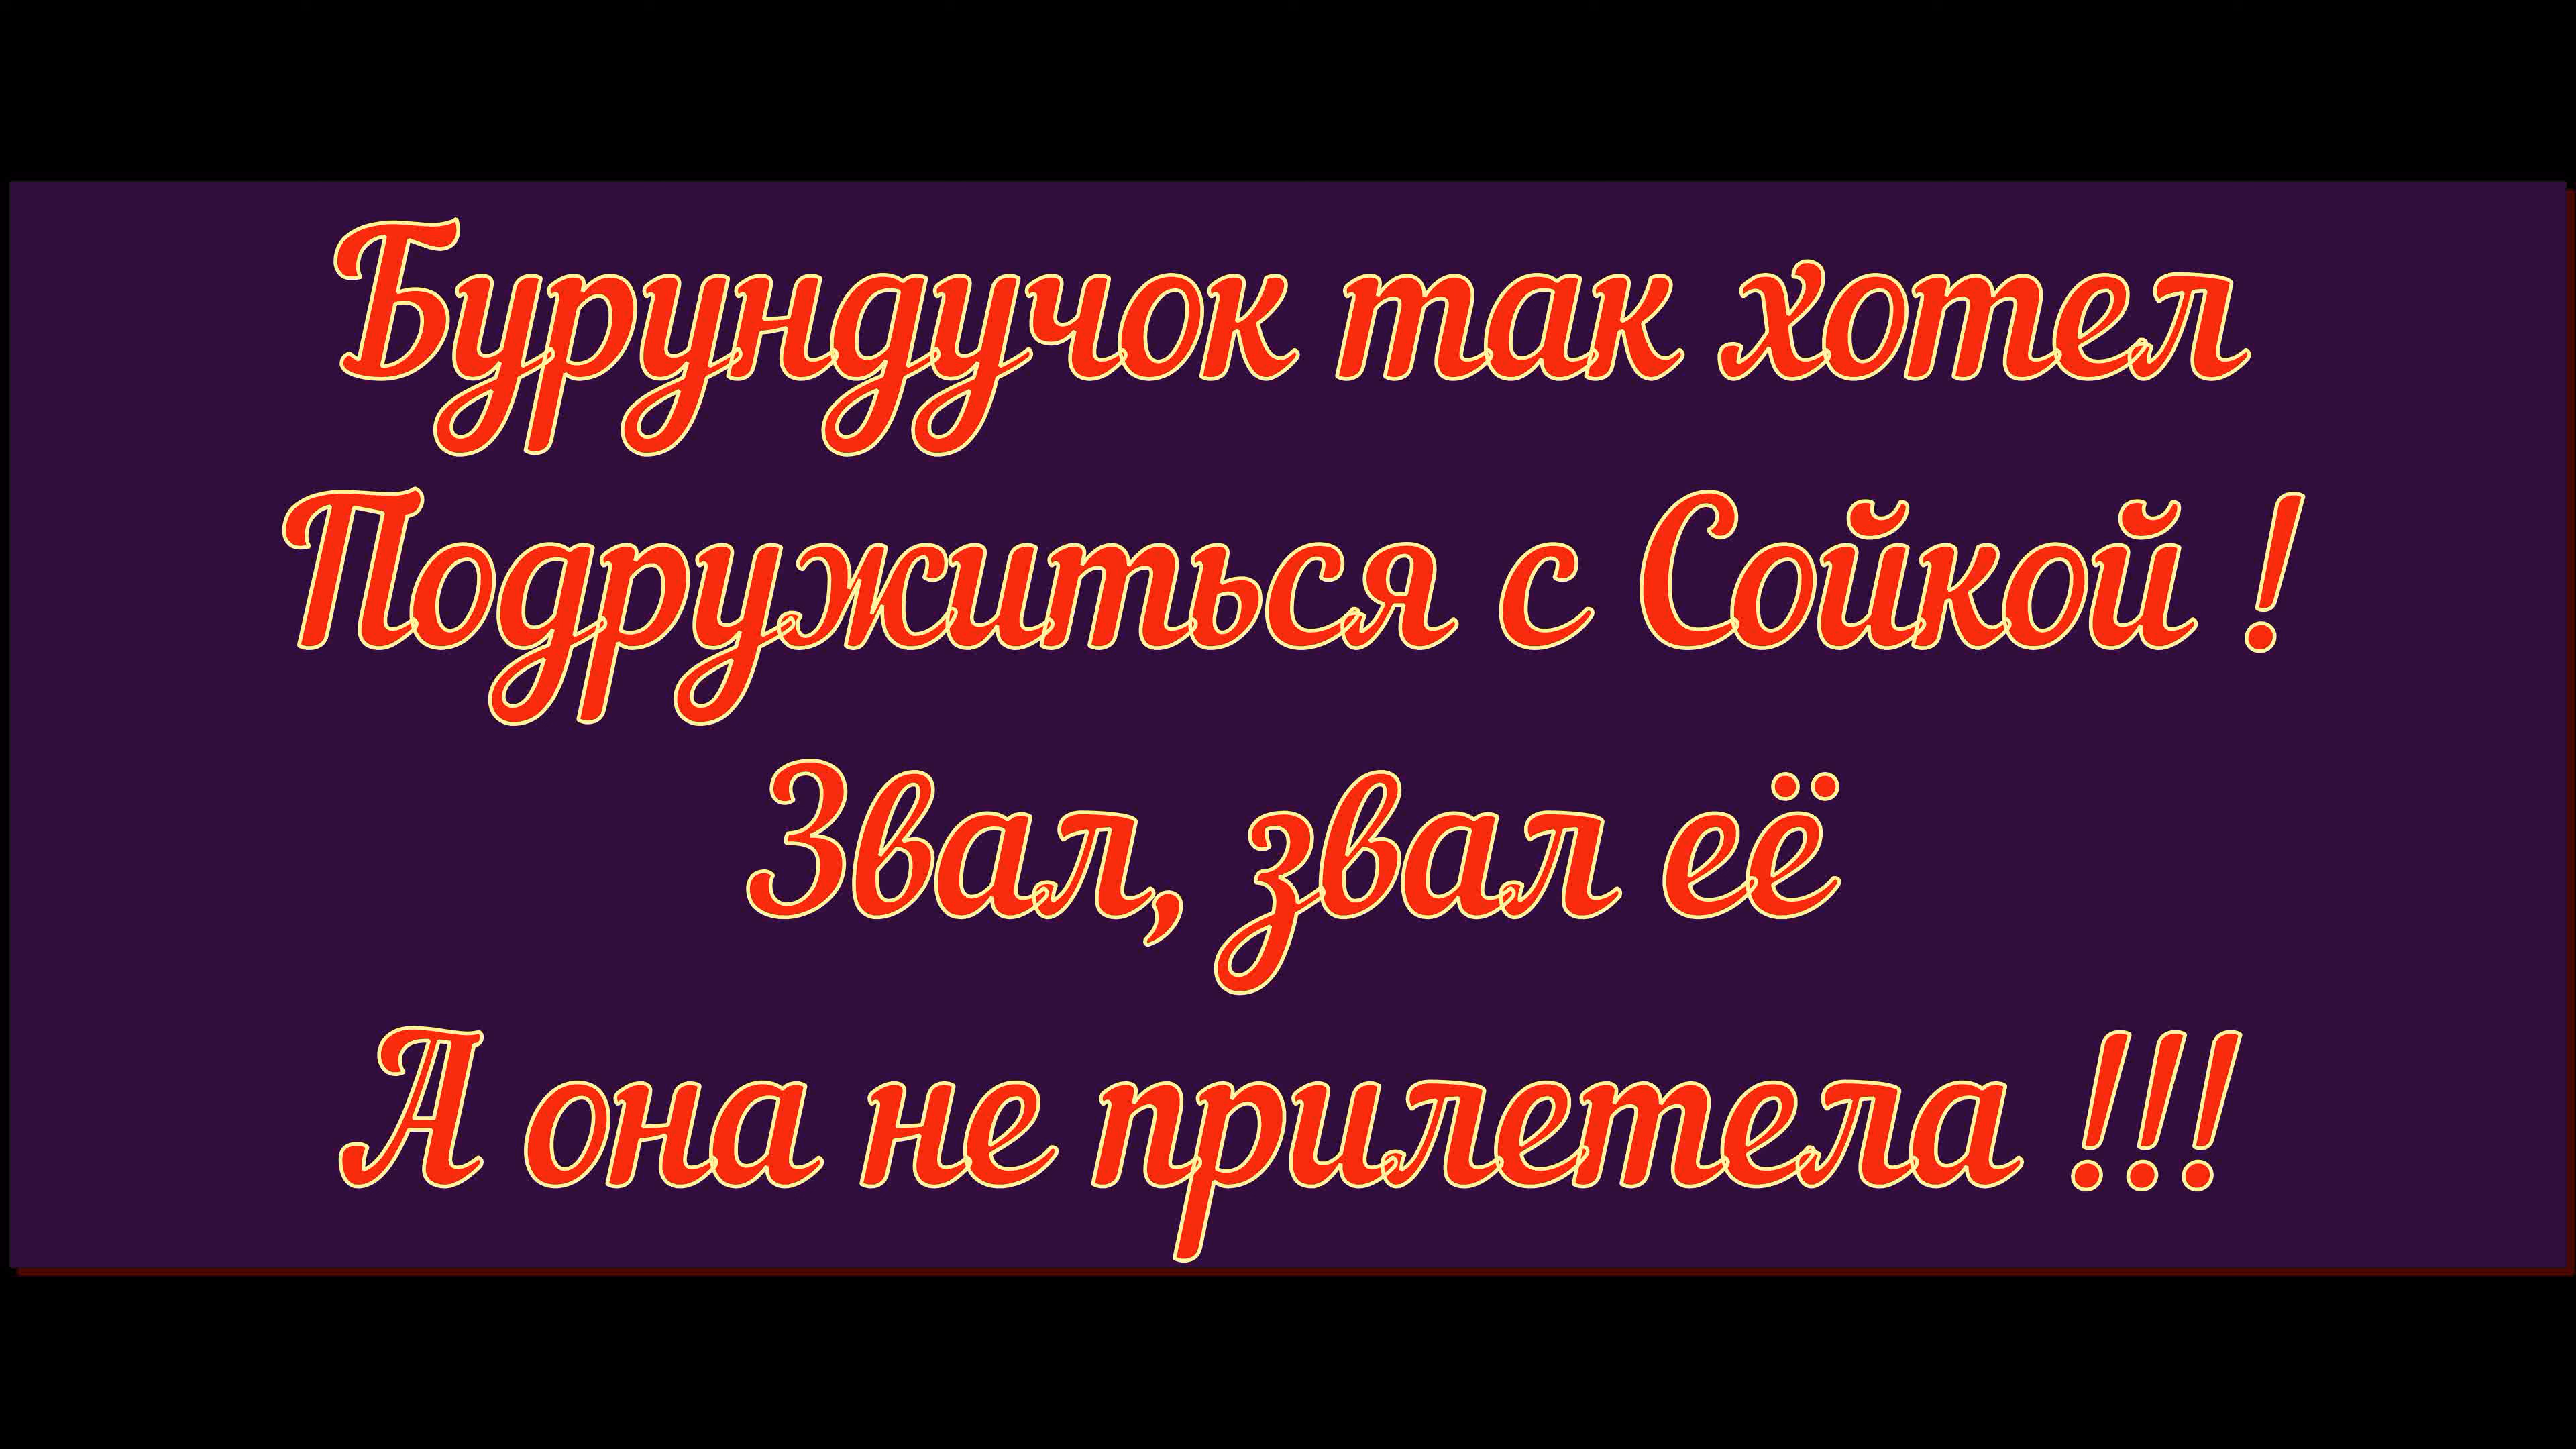 Бурундучок так хотел
Подружиться с Сойкой !
Звал, звал её
А она не прилетела !!!